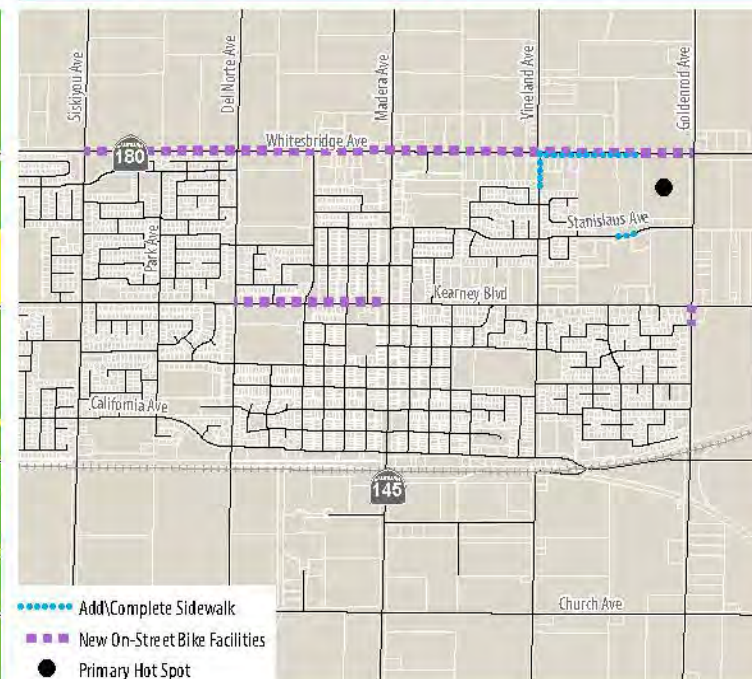 Siskiyou Ave
Del Norte Ave
Madera Ave
Vineland Ave
Goldenrod Ave
Whitesbridge Ave
180
Park Ave
Stanislaus Ave
Kearney Blvd
California Ave
145
Church Ave
Add\Complete Sidewalk
New On-Street Bike Facilities
Primary Hot Spot